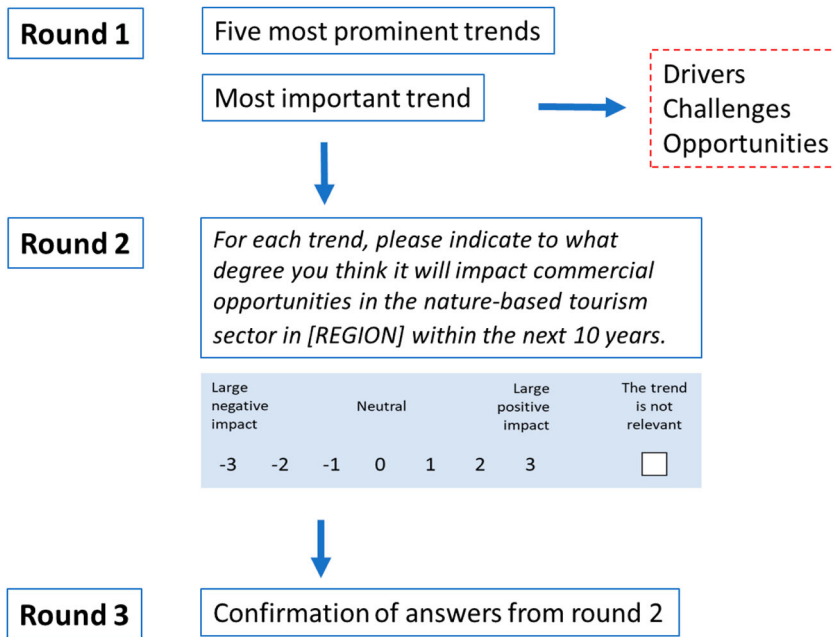 Round 1
Five most prominent trends
Most important trend
Drivers
Challenges
Opportunities
Round 2
For each trend, please indicate to what
degree you think it will impact commercial
opportunities in the nature-based tourism
sector in [REGION] within the next 10 years.
Large
negative
impact
Neutral
Large
positive
impact
The trend
is not
relevant
-3 -2 -1 0 1 2 3
Round 3
Confirmation of answers from round 2